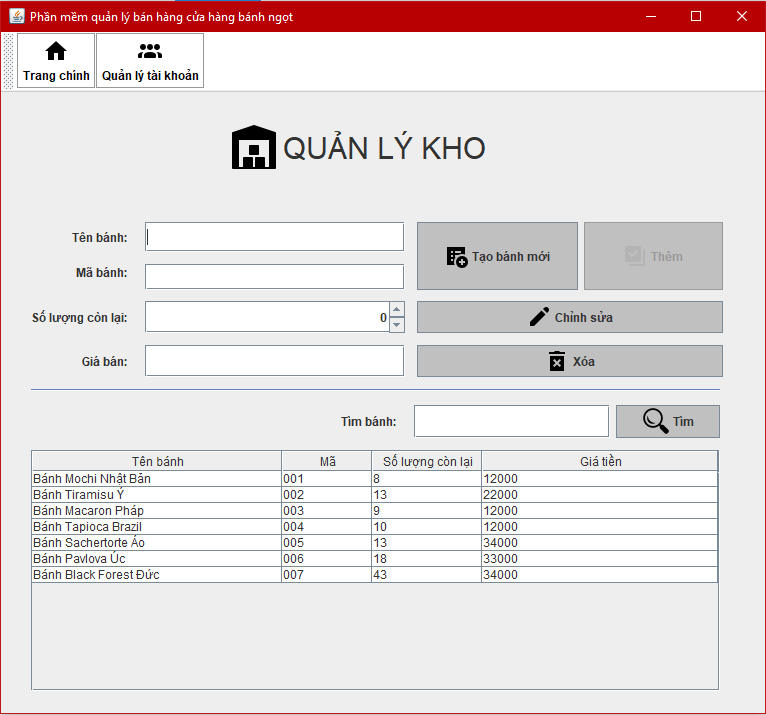 Phần mềm quản lý bán hàng cửa hàng bánh ngọt
Trang chính Quản lý tài khoản
QUẢN LÝ KHO
Tên bánh:
Tạo bánh mới Thêm
Mã bánh:
Số lượng còn lại: 0 Chỉnh sửa
Giá bán: Xóa
Tìm bánh: Tìm
Tên bánh Mã Số lượng còn lại Giá tiền
Bánh Mochi Nhật Bản 001 8 12000
Bánh Tiramisu Ý 002 13 22000
Bánh Macaron Pháp 003 9 12000
Bánh Tapioca Brazil 004 10 12000
Bánh Sachertorte Áo 005 13 34000
Bánh Pavlova Úc 006 18 33000
Bánh Black Forest Đức 007 43 34000